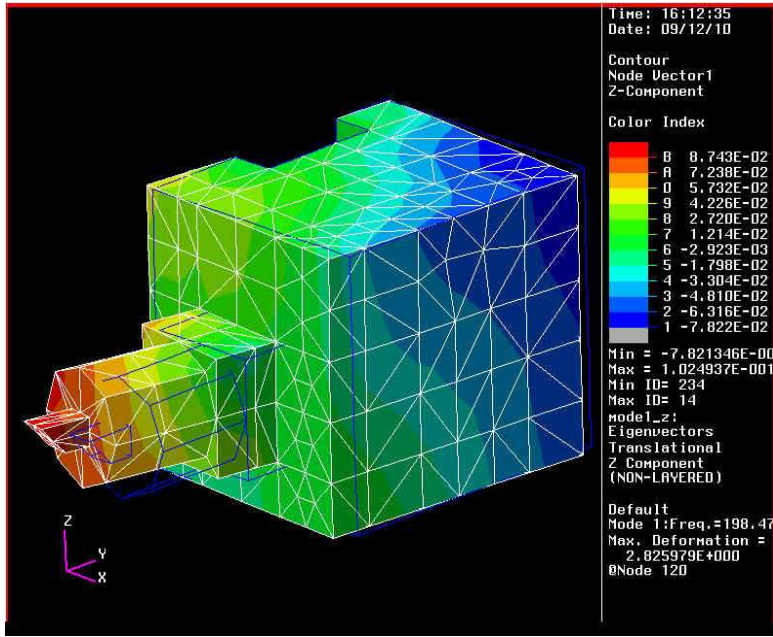 Time: 16:12:35
Date: 09/12/10
Contour
Node Vector1
Z-Component
Color Index
B 8.743E-02
A 7.238E-02
0 5.732E-02
9 4.226E-02
8 2.720E-02
7 1.214E-02
6 -2.923E-03
5 -1.798E-02
4 -3.304E-02
3 -4.810E-02
2 -6.316E-02
1 -7.822E-02
Min = -7.821346E-00
Max = 1.024937E-001
Min ID= 234
Max ID= 14
model_z:
Eigenvectors
Translational
Z Component
(NON-LAYERED)
Default
Mode 1:Freq.=198.47
Max. Deformation =
2.825979E+000
@Node 120
Z
Y
X